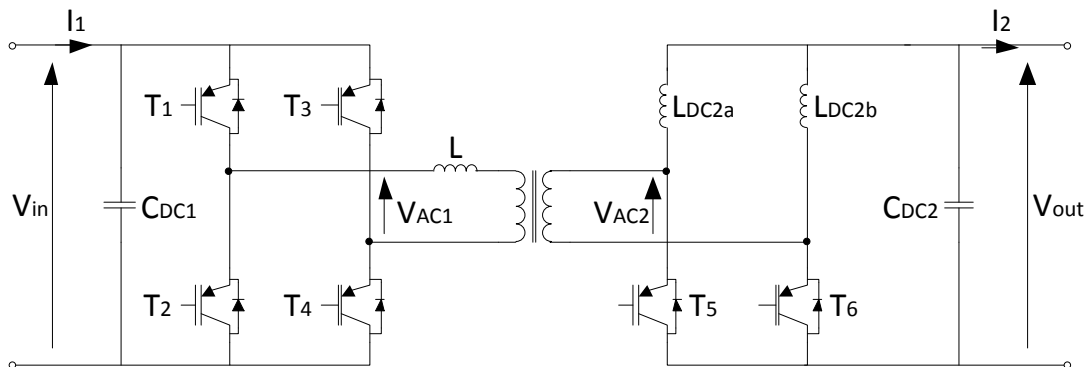 I1
I2
T1
T3
LDC2a
LDC2b
L
Vin
CDC1
VAC1
VAC2
CDC2
Vout
T2
T4
T5
T6